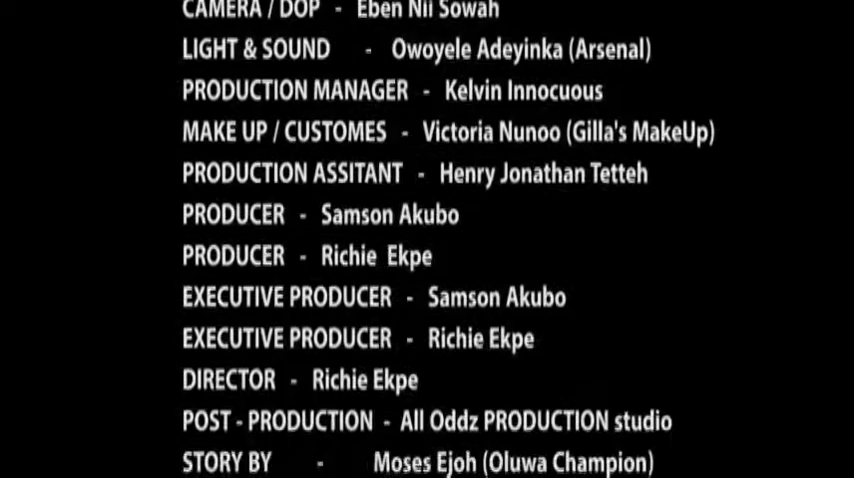 CAMERA / DOP - Eben Nii Sowah
LIGHT & SOUND - Owoyele Adeyinka (Arsenal)
PRODUCTION MANAGER - Kelvin Innocuous
MAKE UP / CUSTOMES - Victoria Nunoo (Gilla's MakeUp)
PRODUCTION ASSITANT - Henry Jonathan Tetteh
PRODUCER - Samson Akubo
PRODUCER - Richie Ekpe
EXECUTIVE PRODUCER - Samson Akubo
EXECUTIVE PRODUCER - Richie Ekpe
DIRECTOR - Richie Ekpe
POST - PRODUCTION - All Oddz PRODUCTION studio
STORY BY - Moses Ejoh (Oluwa Champion)